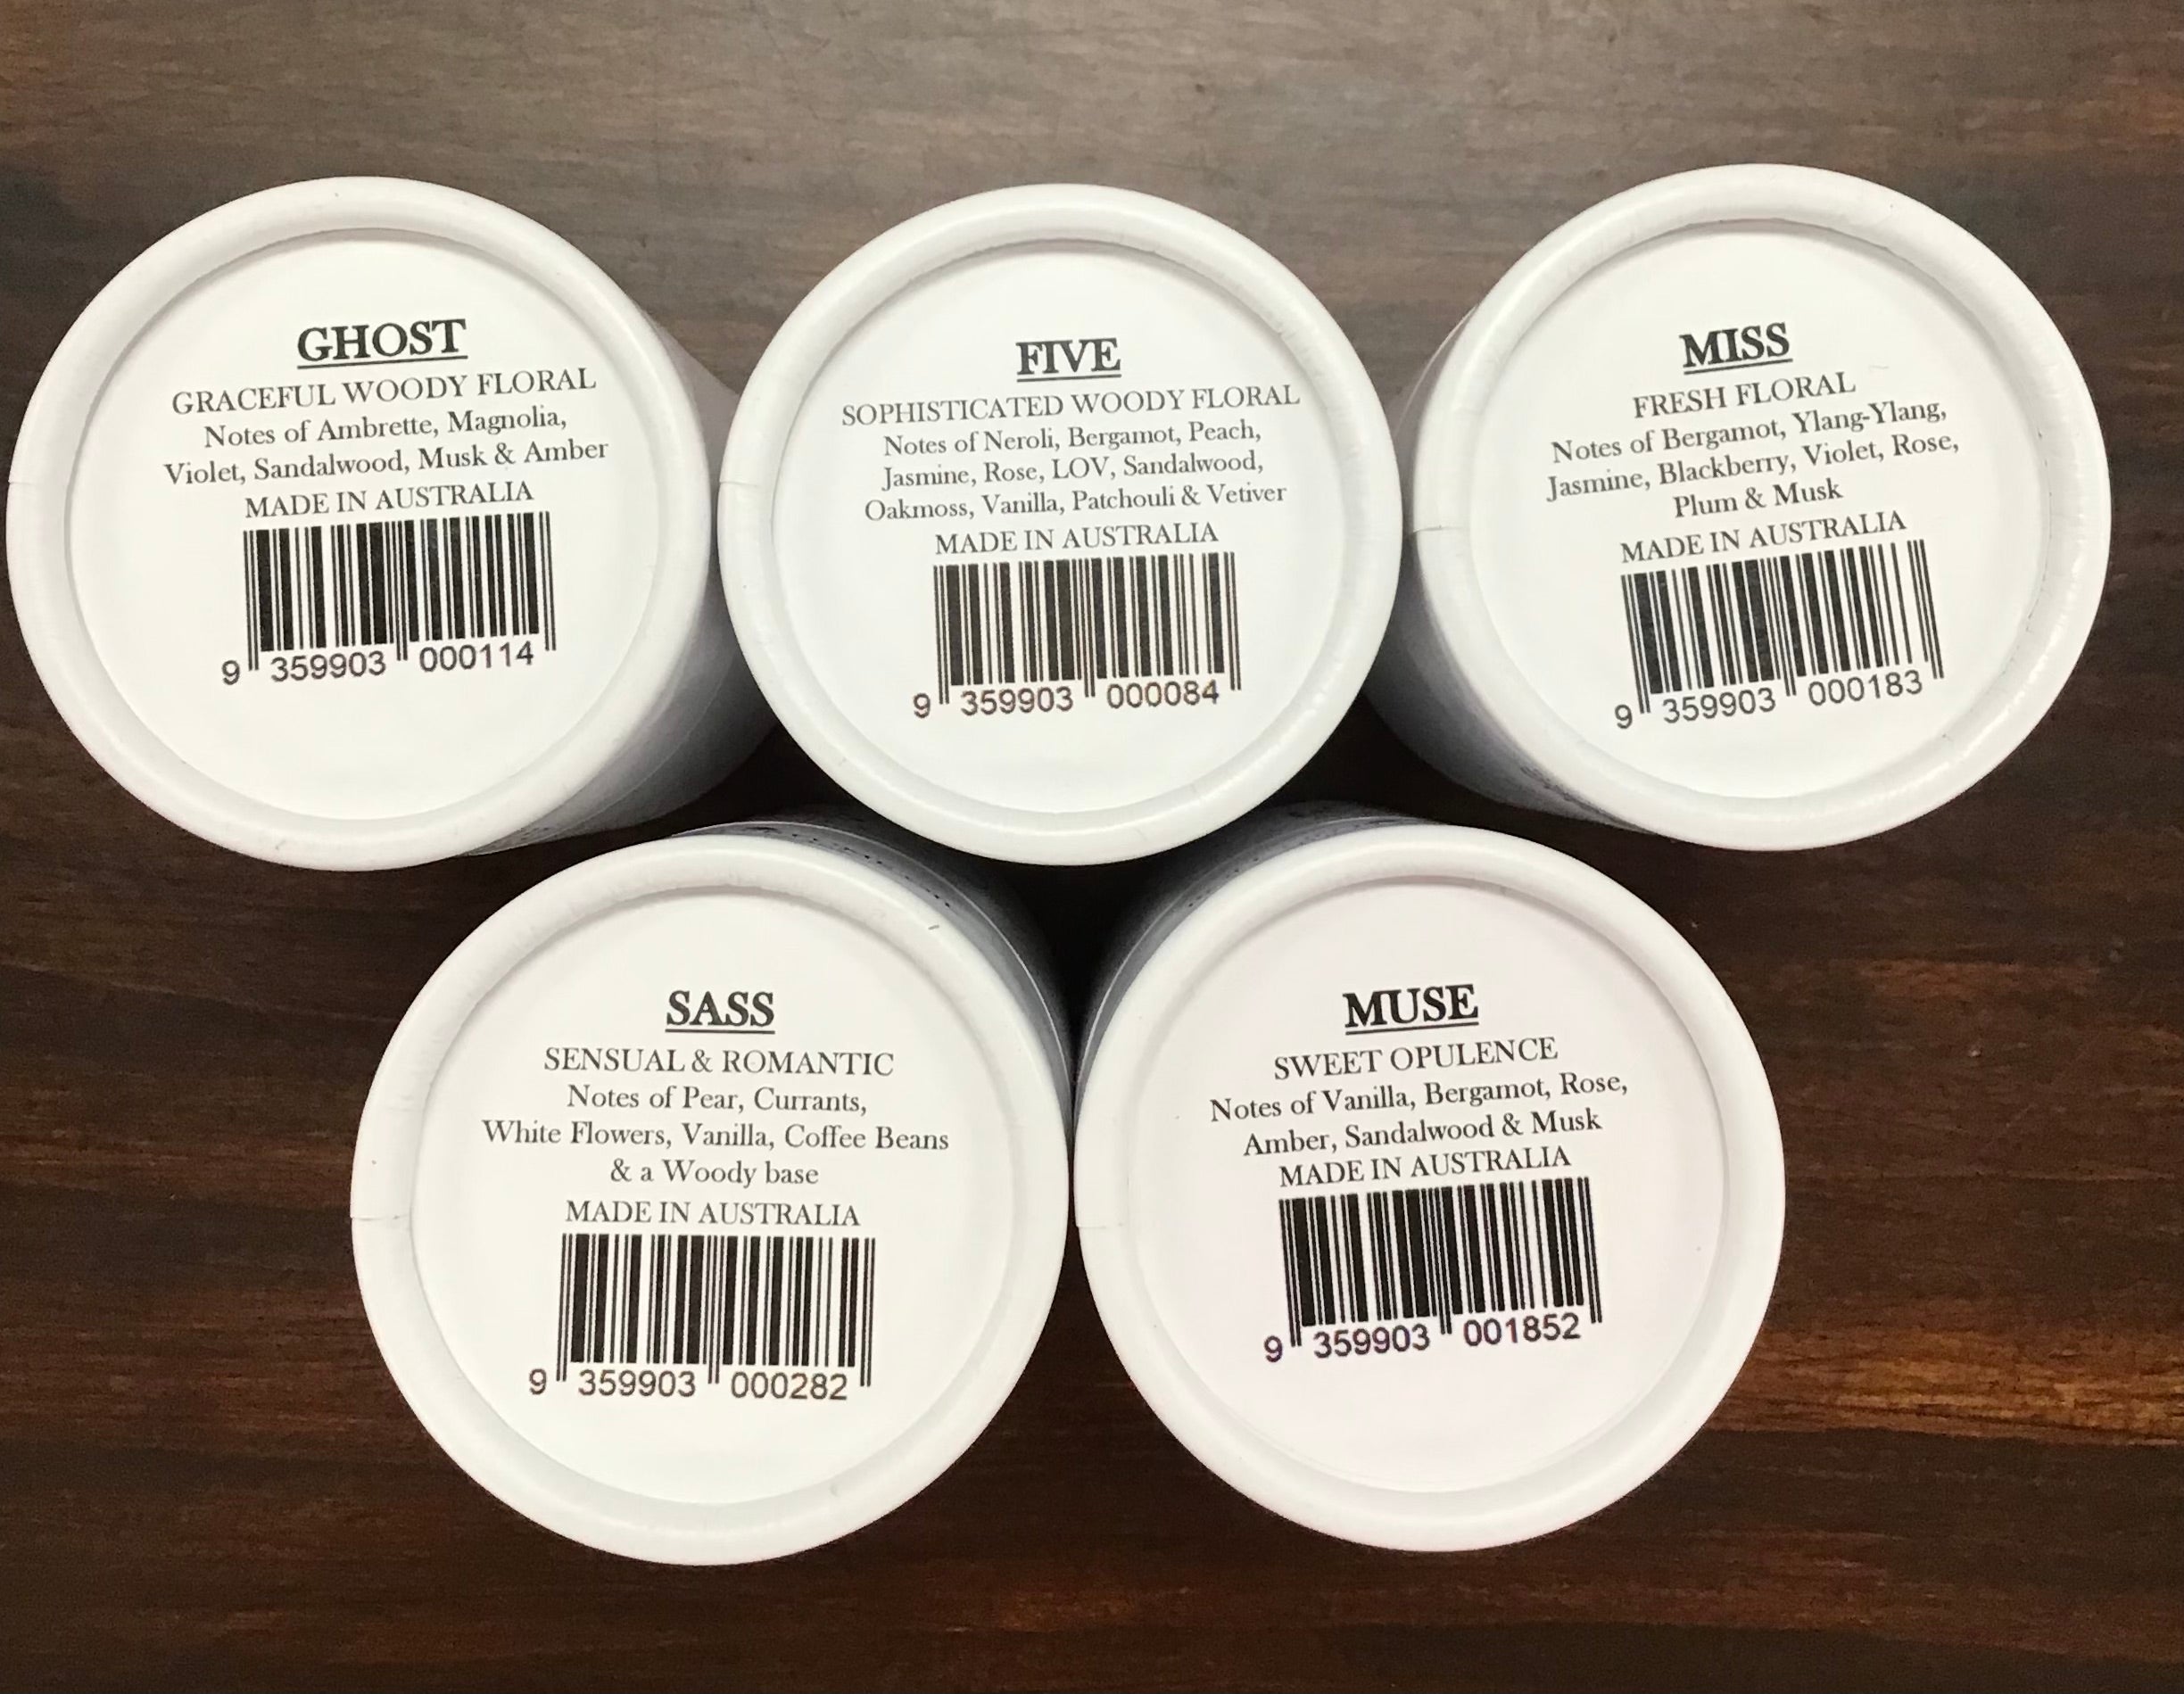 GHOST
GRACEFUL WOODY FLORAL
Notes of Ambrette, Magnolia,
Violet, Sandalwood, Musk & Amber
MADE IN AUSTRALIA
9 359903 000114
FIVE
SOPHISTICATED WOODY FLORAL
Notes of Neroli, Bergamot, Peach,
Jasmine, Rose, LOV, Sandalwood,
Oakmoss, Vanilla, Patchouli & Vetiver
MADE IN AUSTRALIA
9 359903 000084
MISS
FRESH FLORAL
Notes of Bergamot, Ylang-Ylang,
Jasmine, Blackberry, Violet, Rose,
Plum & Musk
MADE IN AUSTRALIA
9 359903 000183
SASS
SENSUAL & ROMANTIC
Notes of Pear, Currants,
White Flowers, Vanilla, Coffee Beans
& a Woody base
MADE IN AUSTRALIA
9 359903 000282
MUSE
SWEET OPULENCE
Notes of Vanilla, Bergamot, Rose,
Amber, Sandalwood & Musk
MADE IN AUSTRALIA
9 359903 001852